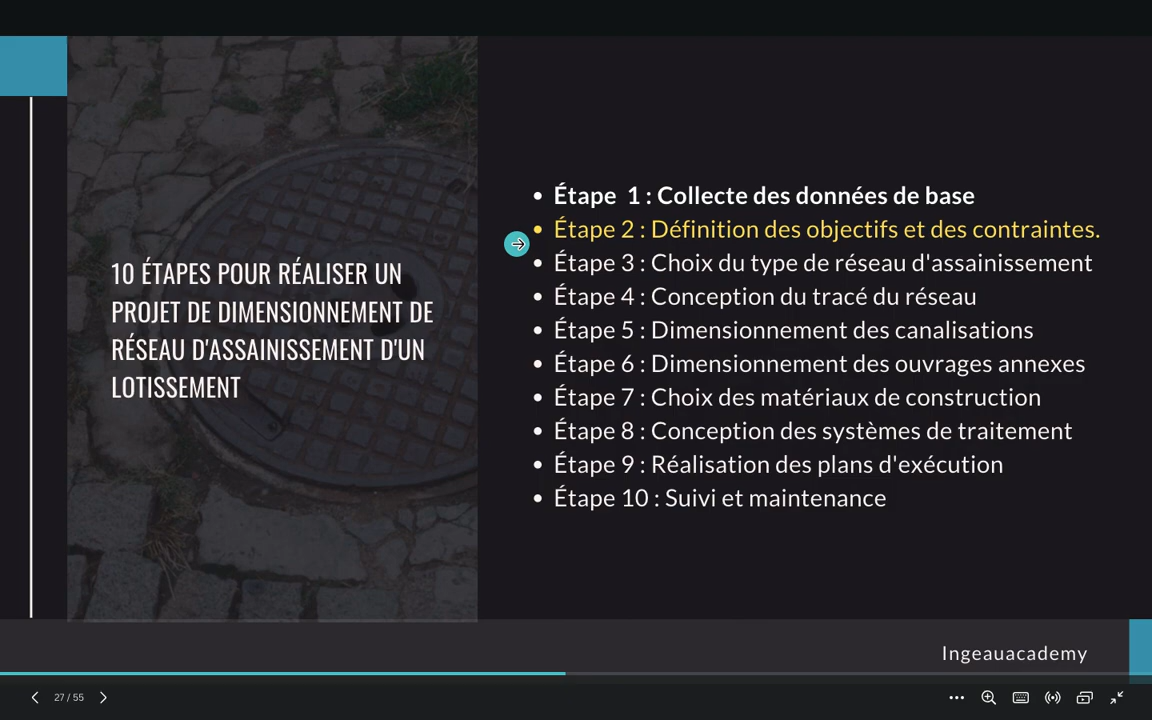 10 ÉTAPES POUR RÉALISER UN
PROJET DE DIMENSIONNEMENT DE
RÉSEAU D'ASSAINISSEMENT D'UN
LOTISSEMENT
• Étape 1 : Collecte des données de base
• Étape 2 : Définition des objectifs et des contraintes.
• Étape 3 : Choix du type de réseau d'assainissement
• Étape 4 : Conception du tracé du réseau
• Étape 5 : Dimensionnement des canalisations
• Étape 6 : Dimensionnement des ouvrages annexes
• Étape 7 : Choix des matériaux de construction
• Étape 8 : Conception des systèmes de traitement
• Étape 9 : Réalisation des plans d'exécution
• Étape 10 : Suivi et maintenance
Ingeauacademy
27 / 55